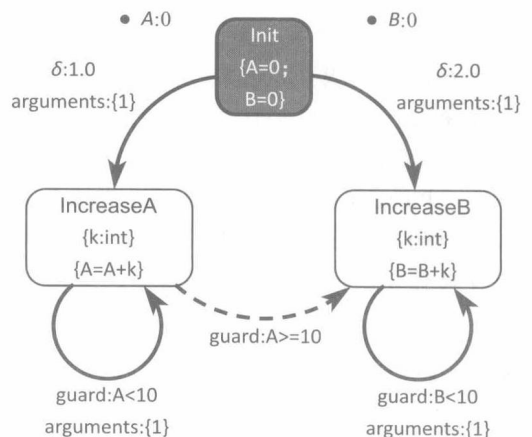 • A:0
• B:0
Init
{A=0;
B=0}
δ:1.0
arguments:{1}
δ:2.0
arguments:{1}
IncreaseA
{k:int}
{A=A+k}
IncreaseB
{k:int}
{B=B+k}
guard:A>=10
guard:A<10
arguments:{1}
guard:B<10
arguments:{1}